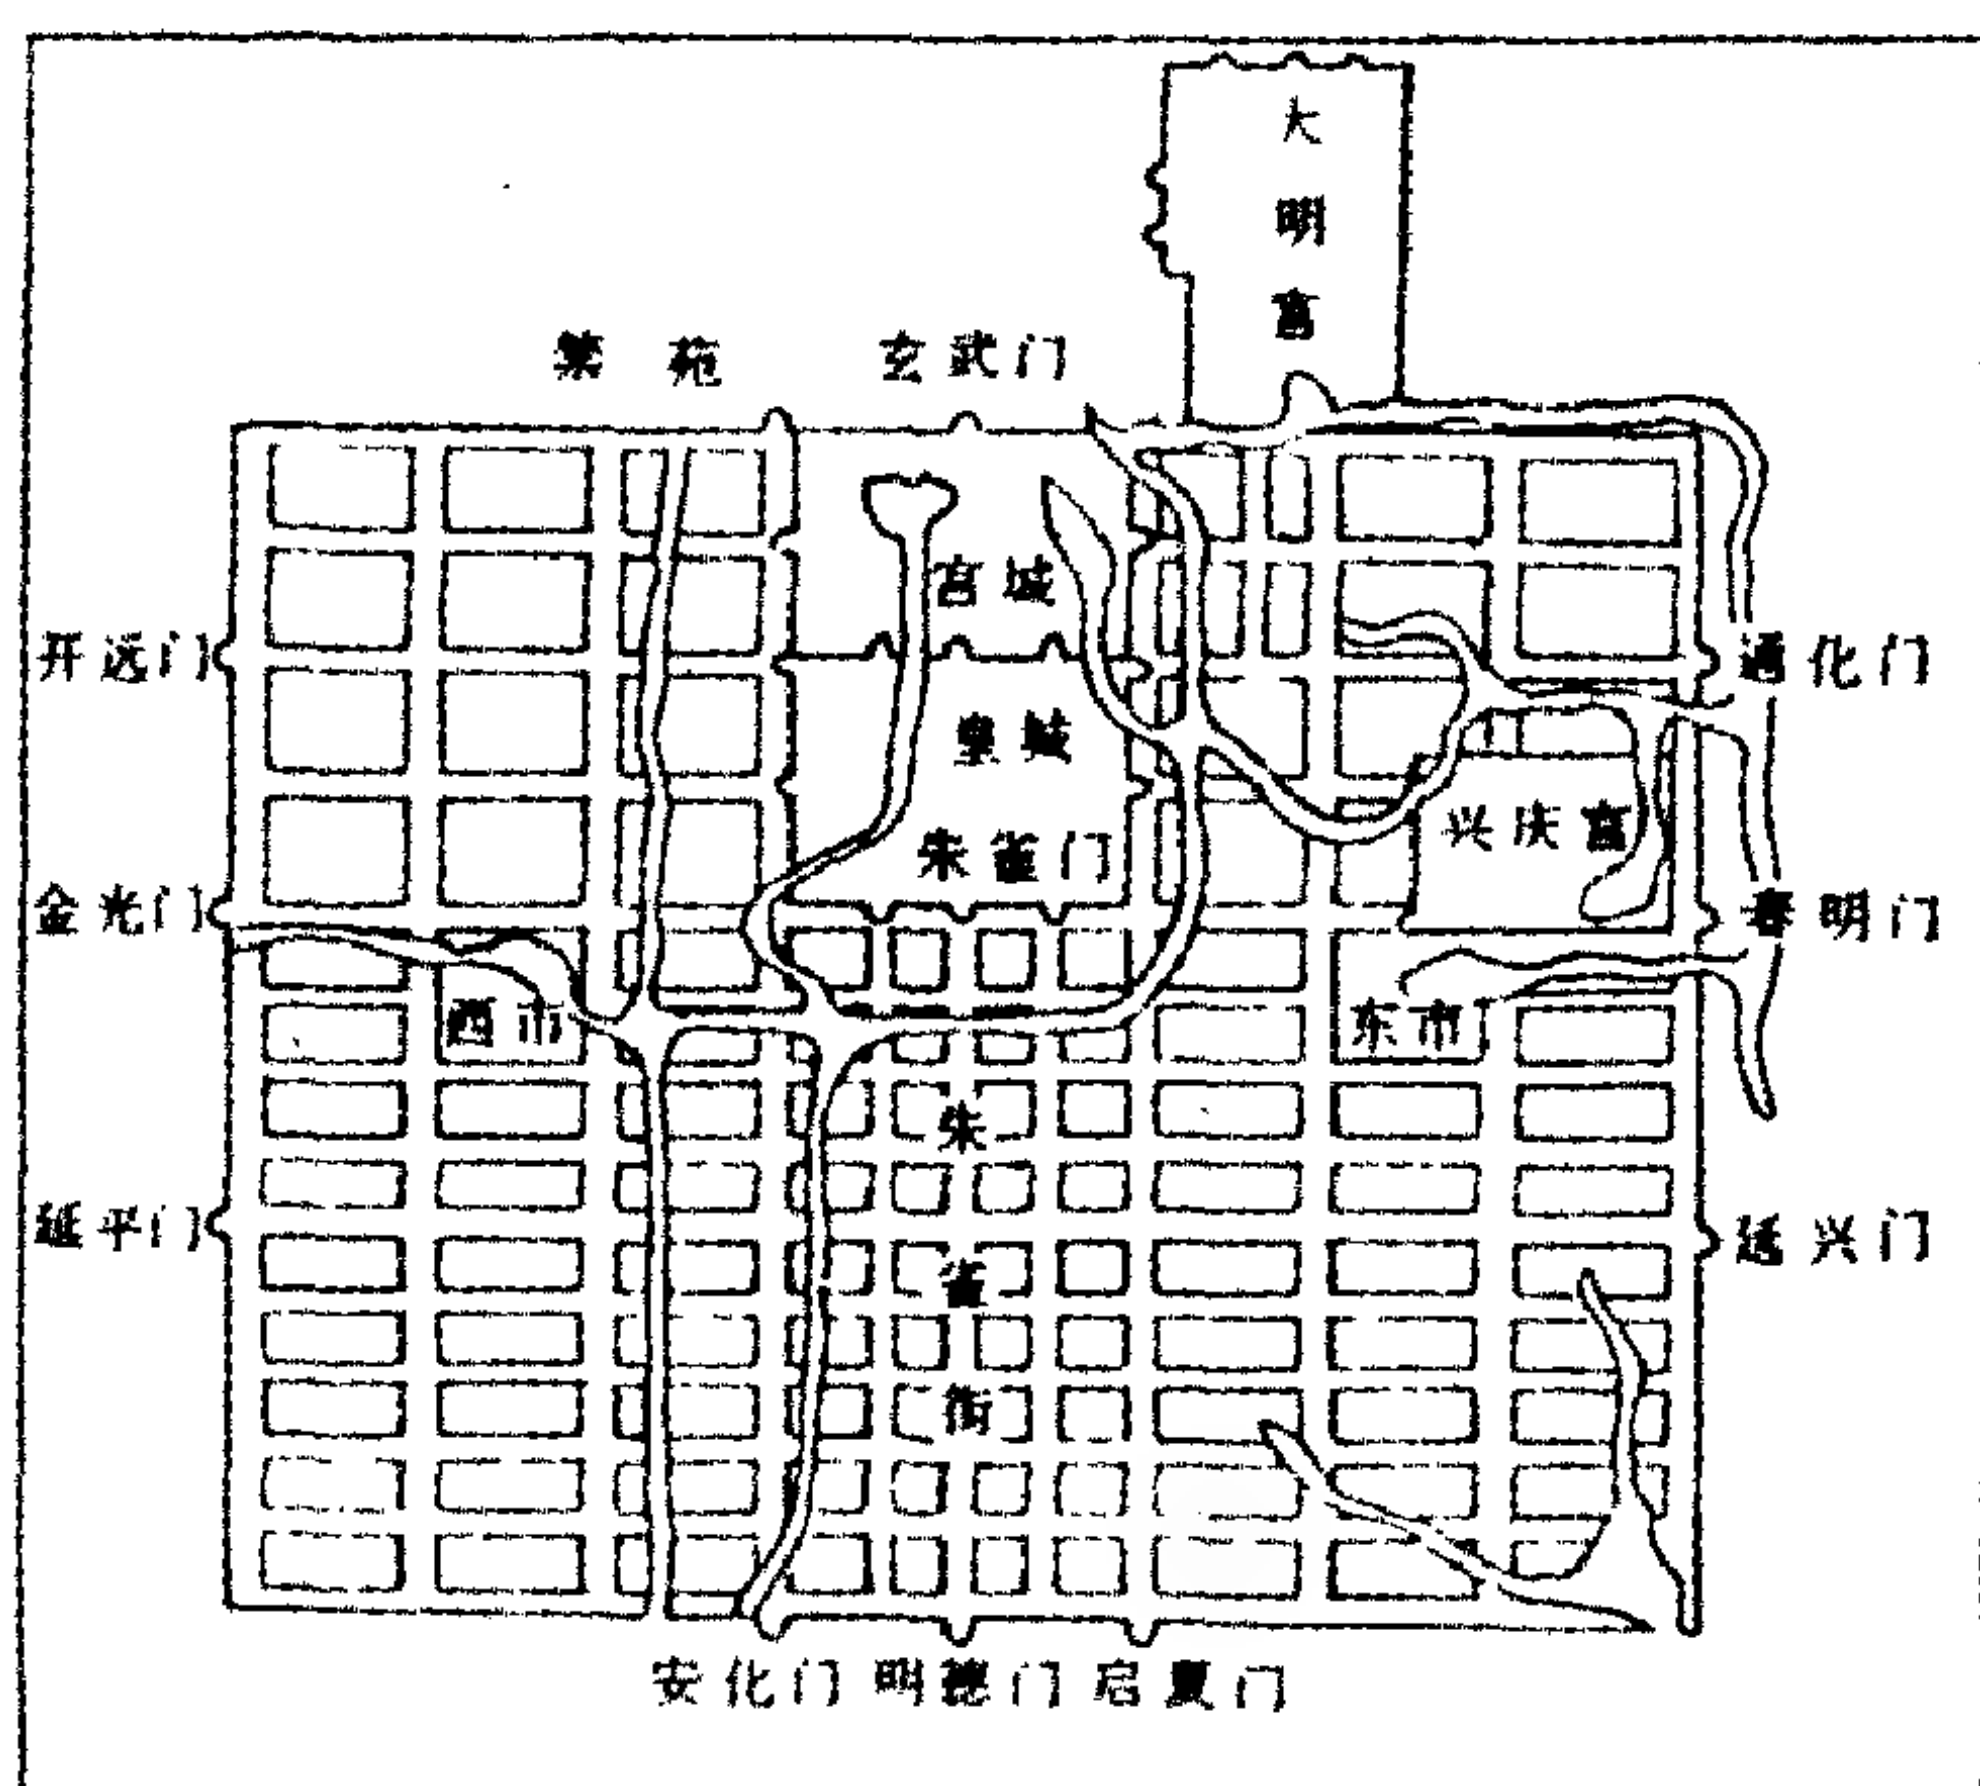 大明宫
禁苑
玄武门
宫城
开远门
通化门
皇城
兴庆宫
朱雀门
金光门
春明门
西市
东市
朱雀街
延平门
延兴门
安化门
明德门
启夏门